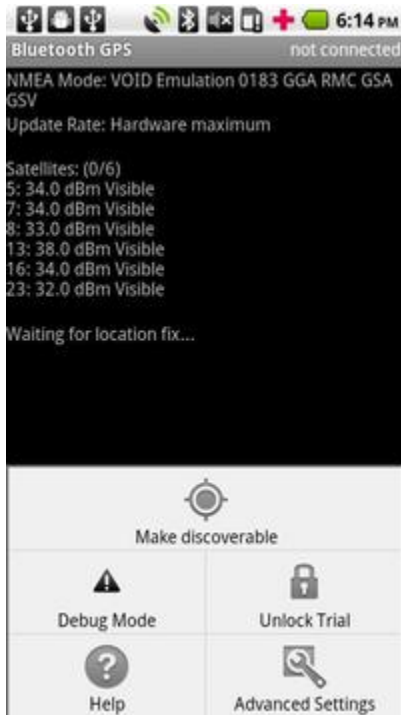 6:14 PM
Bluetooth GPS not connected
NMEA Mode: VOID Emulation 0183 GGA RMC GSA
GSV
Update Rate: Hardware maximum
Satellites: (0/6)
5: 34.0 dBm Visible
7: 34.0 dBm Visible
8: 33.0 dBm Visible
13: 38.0 dBm Visible
16: 34.0 dBm Visible
23: 32.0 dBm Visible
Waiting for location fix...
Make discoverable
Debug Mode Unlock Trial
Help Advanced Settings